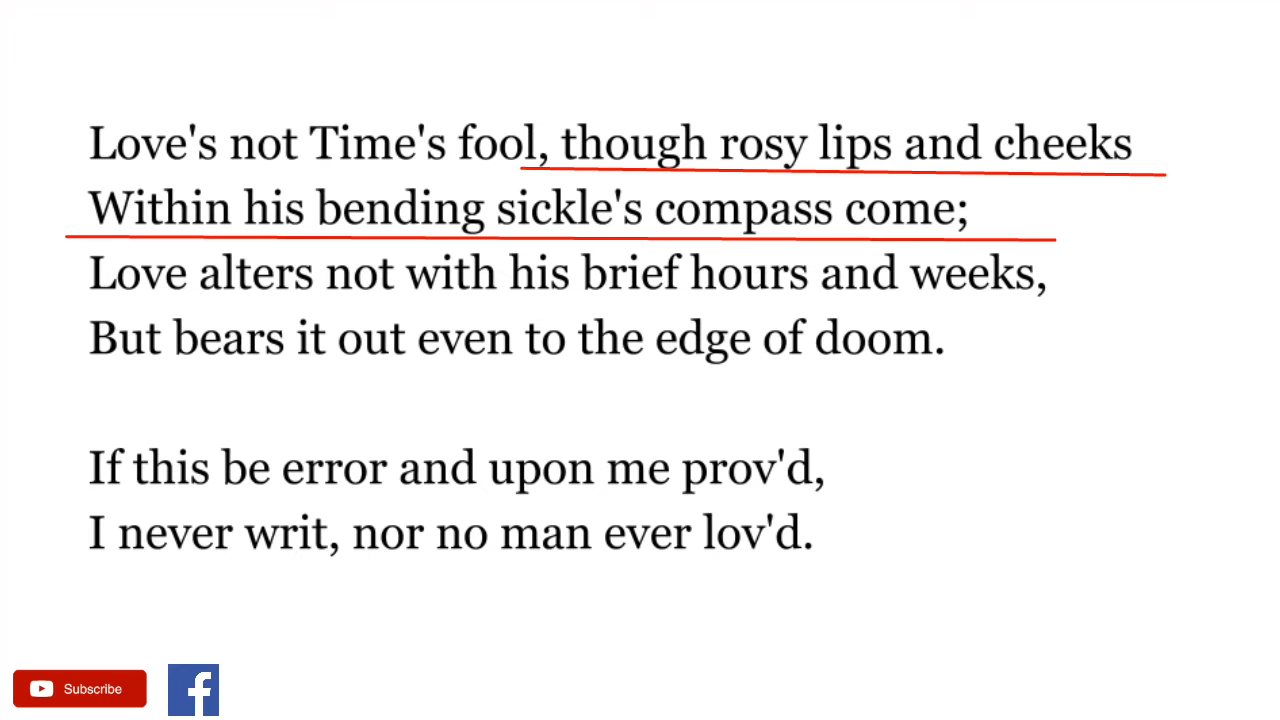 Love's not Time's fool, though rosy lips and cheeks
Within his bending sickle's compass come;
Love alters not with his brief hours and weeks,
But bears it out even to the edge of doom.
If this be error and upon me prov'd,
I never writ, nor no man ever lov'd.
Subscribe
f